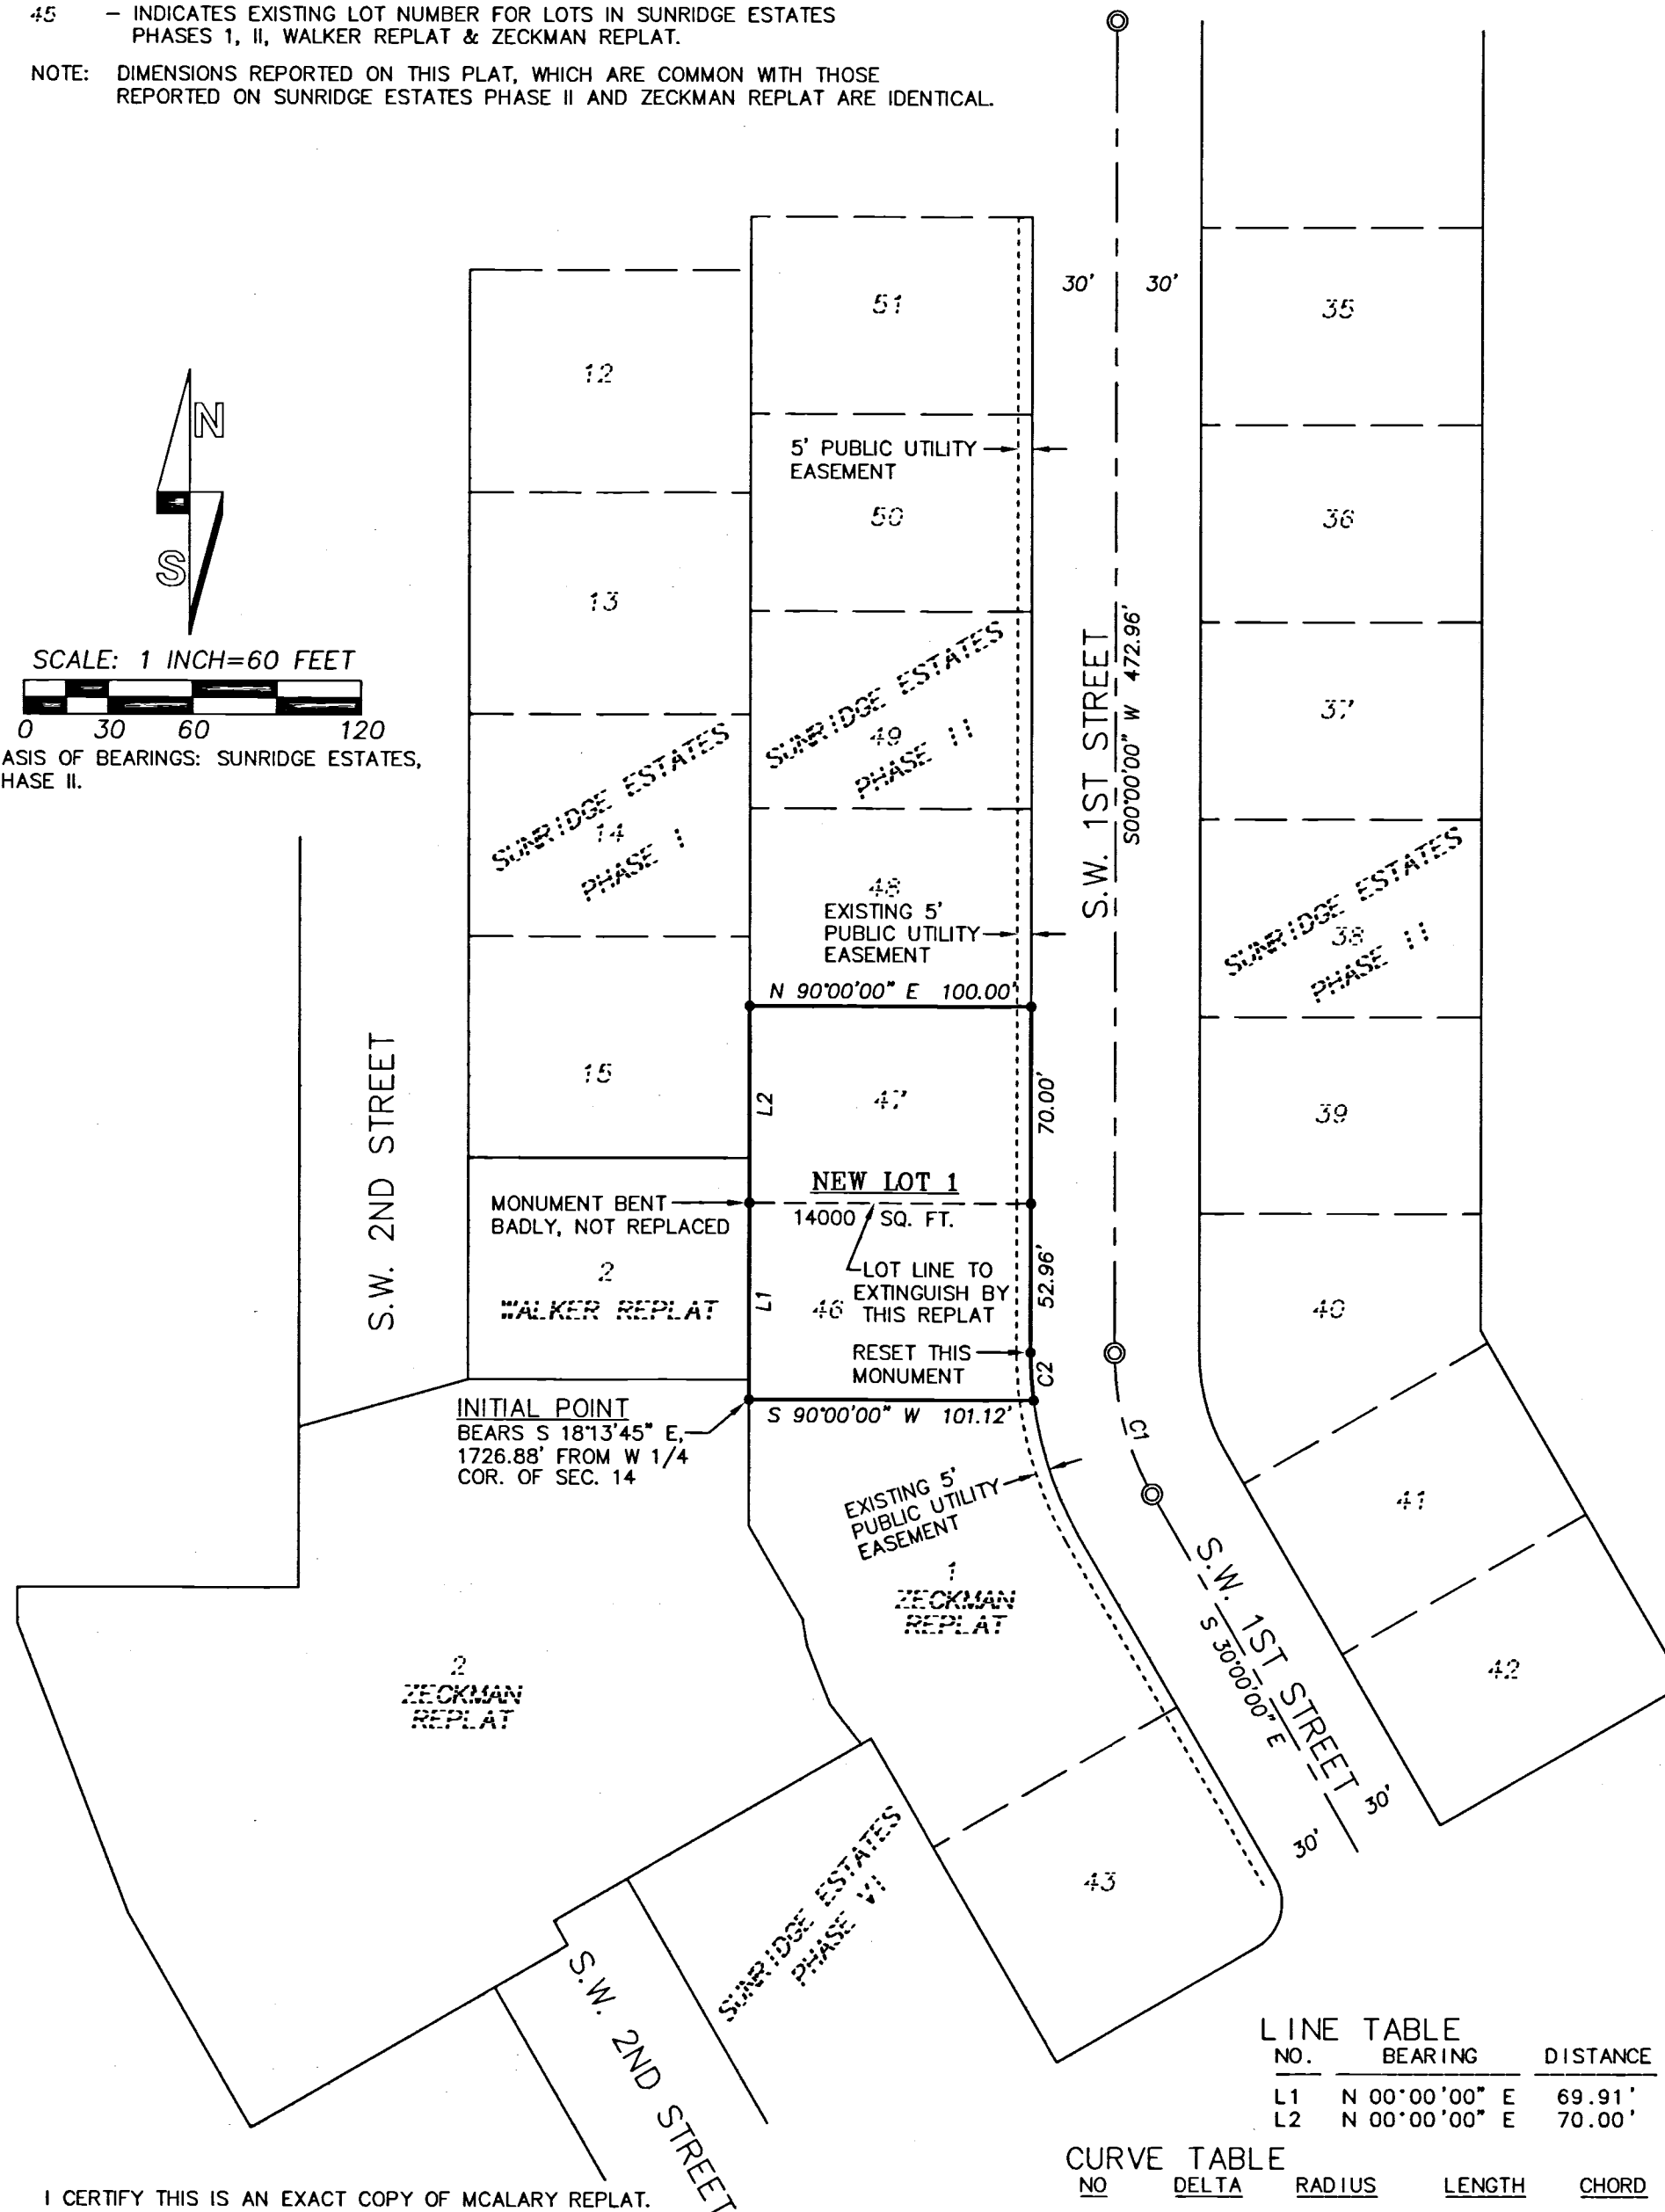 45 – INDICATES EXISTING LOT NUMBER FOR LOTS IN SUNRIDGE ESTATES
PHASES 1, II, WALKER REPLAT & ZECKMAN REPLAT.
NOTE: DIMENSIONS REPORTED ON THIS PLAT, WHICH ARE COMMON WITH THOSE
REPORTED ON SUNRIDGE ESTATES PHASE II AND ZECKMAN REPLAT ARE IDENTICAL.
N
S
SCALE: 1 INCH=60 FEET
0 30 60 120
ASIS OF BEARINGS: SUNRIDGE ESTATES,
HASE II.
12
13
SUNRIDGE ESTATES
14
PHASE I
15
S.W. 2ND STREET
51
5' PUBLIC UTILITY
EASEMENT
50
SUNRIDGE ESTATES
49
PHASE II
48
EXISTING 5'
PUBLIC UTILITY
EASEMENT
N 90°00'00" E 100.00'
30' 30'
S.W. 1ST STREET
S00°00'00" W 472.96'
35
36
37
SUNRIDGE ESTATES
38
PHASE II
39
40
41
42
L2
47
70.00'
NEW LOT 1
14000 SQ. FT.
MONUMENT BENT
BADLY, NOT REPLACED
2
WALKER REPLAT
L1
46
LOT LINE TO
EXTINGUISH BY
THIS REPLAT
52.96'
RESET THIS
MONUMENT
C2
S 90°00'00" W 101.12'
INITIAL POINT
BEARS S 18°13'45" E,
1726.88' FROM W 1/4
COR. OF SEC. 14
C1
EXISTING 5'
PUBLIC UTILITY
EASEMENT
1
ZECKMAN
REPLAT
S.W. 1ST STREET
S 30°00'00" E
30'
30'
2
ZECKMAN
REPLAT
43
SUNRIDGE ESTATES
PHASE VI
S.W. 2ND STREET
LINE TABLE
NO. BEARING DISTANCE
L1 N 00°00'00" E 69.91'
L2 N 00°00'00" E 70.00'
CURVE TABLE
NO DELTA RADIUS LENGTH CHORD
I CERTIFY THIS IS AN EXACT COPY OF MCALARY REPLAT.